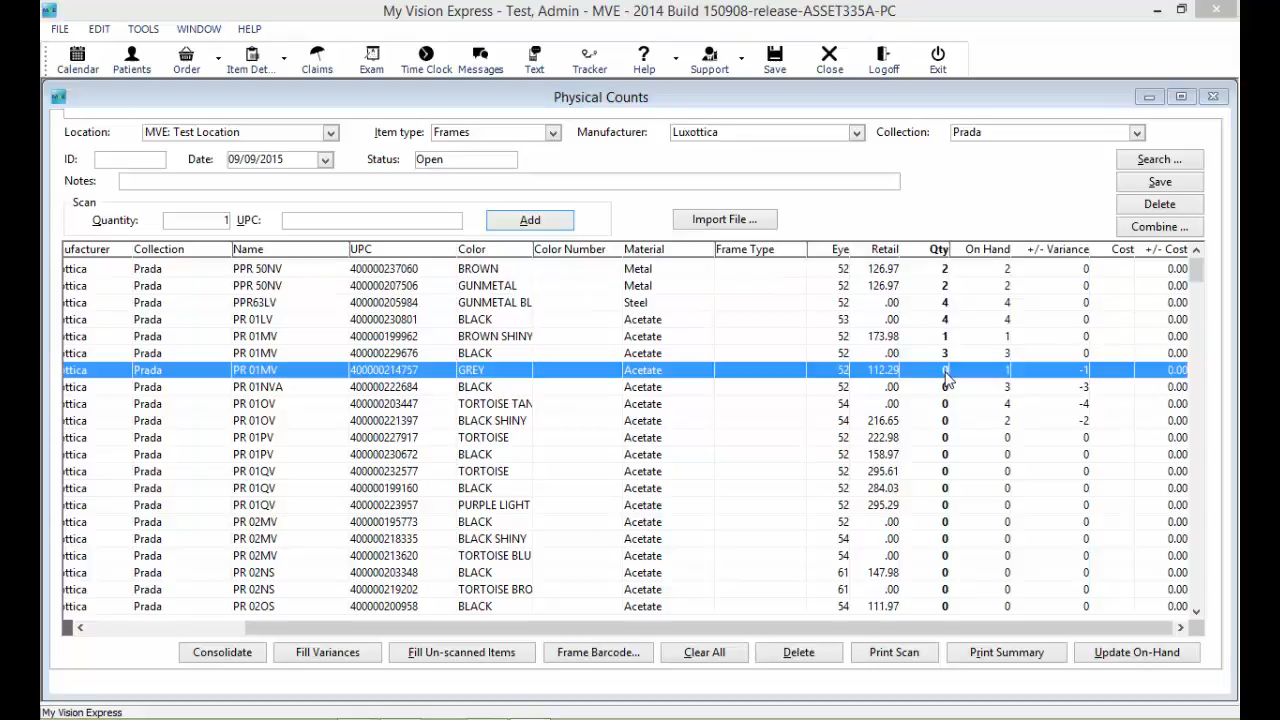 My Vision Express - Test, Admin - MVE - 2014 Build 150908-release-ASSET335A-PC
FILE EDIT TOOLS WINDOW HELP
Calendar Patients Order Item Det... Claims Exam Time Clock Messages Text Tracker Help Support Save Close Logoff Exit
Physical Counts
Location: MVE: Test Location Item type: Frames Manufacturer: Luxottica Collection: Prada
ID: Date: 09/09/2015 Status: Open Search ...
Notes: Save
Scan Delete
Quantity: 1 UPC: Add Import File ... Combine ...
ufacturer Collection Name UPC Color Color Number Material Frame Type Eye Retail Qty On Hand +/- Variance Cost +/- Cost
ottica Prada PPR 50NV 400000237060 BROWN Metal 52 126.97 2 2 0 0.00
ottica Prada PPR 50NV 400000207506 GUNMETAL Metal 52 126.97 2 2 0 0.00
ottica Prada PPR63LV 400000205984 GUNMETAL BL Steel 52 .00 4 4 0 0.00
ottica Prada PR 01LV 400000230801 BLACK Acetate 53 .00 4 4 0 0.00
ottica Prada PR 01MV 400000199962 BROWN SHINY Acetate 52 173.98 1 1 0 0.00
ottica Prada PR 01MV 400000229676 BLACK Acetate 52 .00 3 3 0 0.00
ottica Prada PR 01MV 400000214757 GREY Acetate 52 112.29 0 1 -1 0.00
ottica Prada PR 01NVA 400000222684 BLACK Acetate 52 .00 0 3 -3 0.00
ottica Prada PR 01OV 400000203447 TORTOISE TAN Acetate 54 .00 0 4 -4 0.00
ottica Prada PR 01OV 400000221397 BLACK SHINY Acetate 54 216.65 0 2 -2 0.00
ottica Prada PR 01PV 400000227917 TORTOISE Acetate 52 222.98 0 0 0 0.00
ottica Prada PR 01PV 400000230672 BLACK Acetate 52 158.97 0 0 0 0.00
ottica Prada PR 01QV 400000232577 TORTOISE Acetate 52 295.61 0 0 0 0.00
ottica Prada PR 01QV 400000199160 BLACK Acetate 52 284.03 0 0 0 0.00
ottica Prada PR 01QV 400000223957 PURPLE LIGHT Acetate 52 295.29 0 0 0 0.00
ottica Prada PR 02MV 400000195773 BLACK Acetate 52 .00 0 0 0 0.00
ottica Prada PR 02MV 400000218335 BLACK SHINY Acetate 54 .00 0 0 0 0.00
ottica Prada PR 02MV 400000213620 TORTOISE BLU Acetate 54 .00 0 0 0 0.00
ottica Prada PR 02NS 400000203348 BLACK Acetate 61 147.98 0 0 0 0.00
ottica Prada PR 02NS 400000219202 TORTOISE BRO Acetate 61 .00 0 0 0 0.00
ottica Prada PR 02OS 400000200958 BLACK Acetate 54 111.97 0 0 0 0.00
Consolidate Fill Variances Fill Un-scanned Items Frame Barcode... Clear All Delete Print Scan Print Summary Update On-Hand
My Vision Express